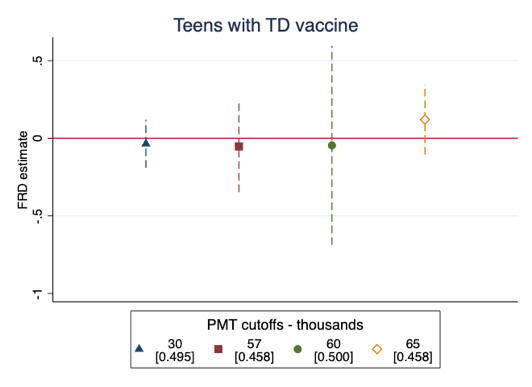 Teens with TD vaccine
.5
0
-.5
-1
FRD estimate
PMT cutoffs - thousands
30 57 60 65
[0.495] [0.458] [0.500] [0.458]